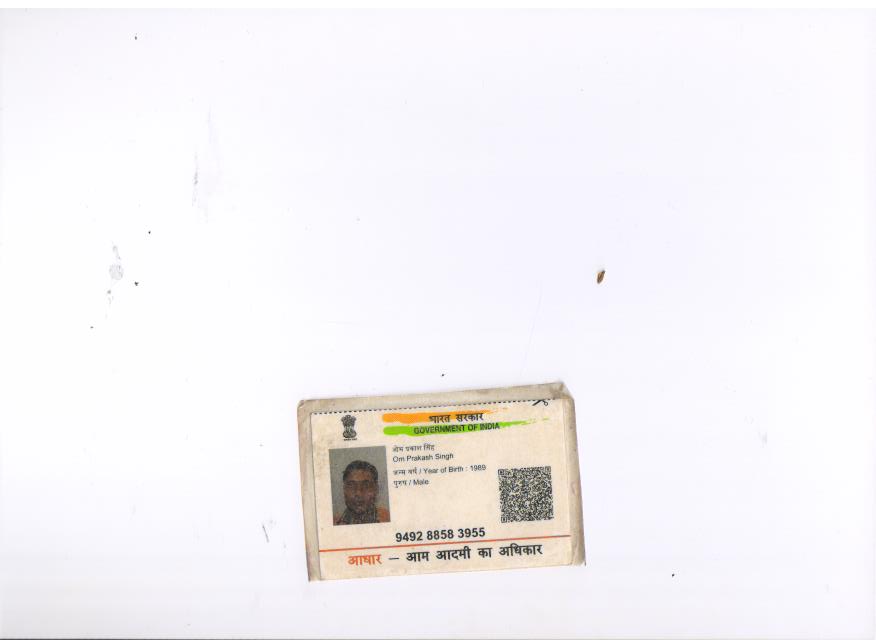 भारत सरकार
GOVERNMENT OF INDIA
ओम प्रकाश सिंह
Om Prakash Singh
जन्म वर्ष / Year of Birth : 1989
पुरुष / Male
9492 8858 3955
आधार – आम आदमी का अधिकार